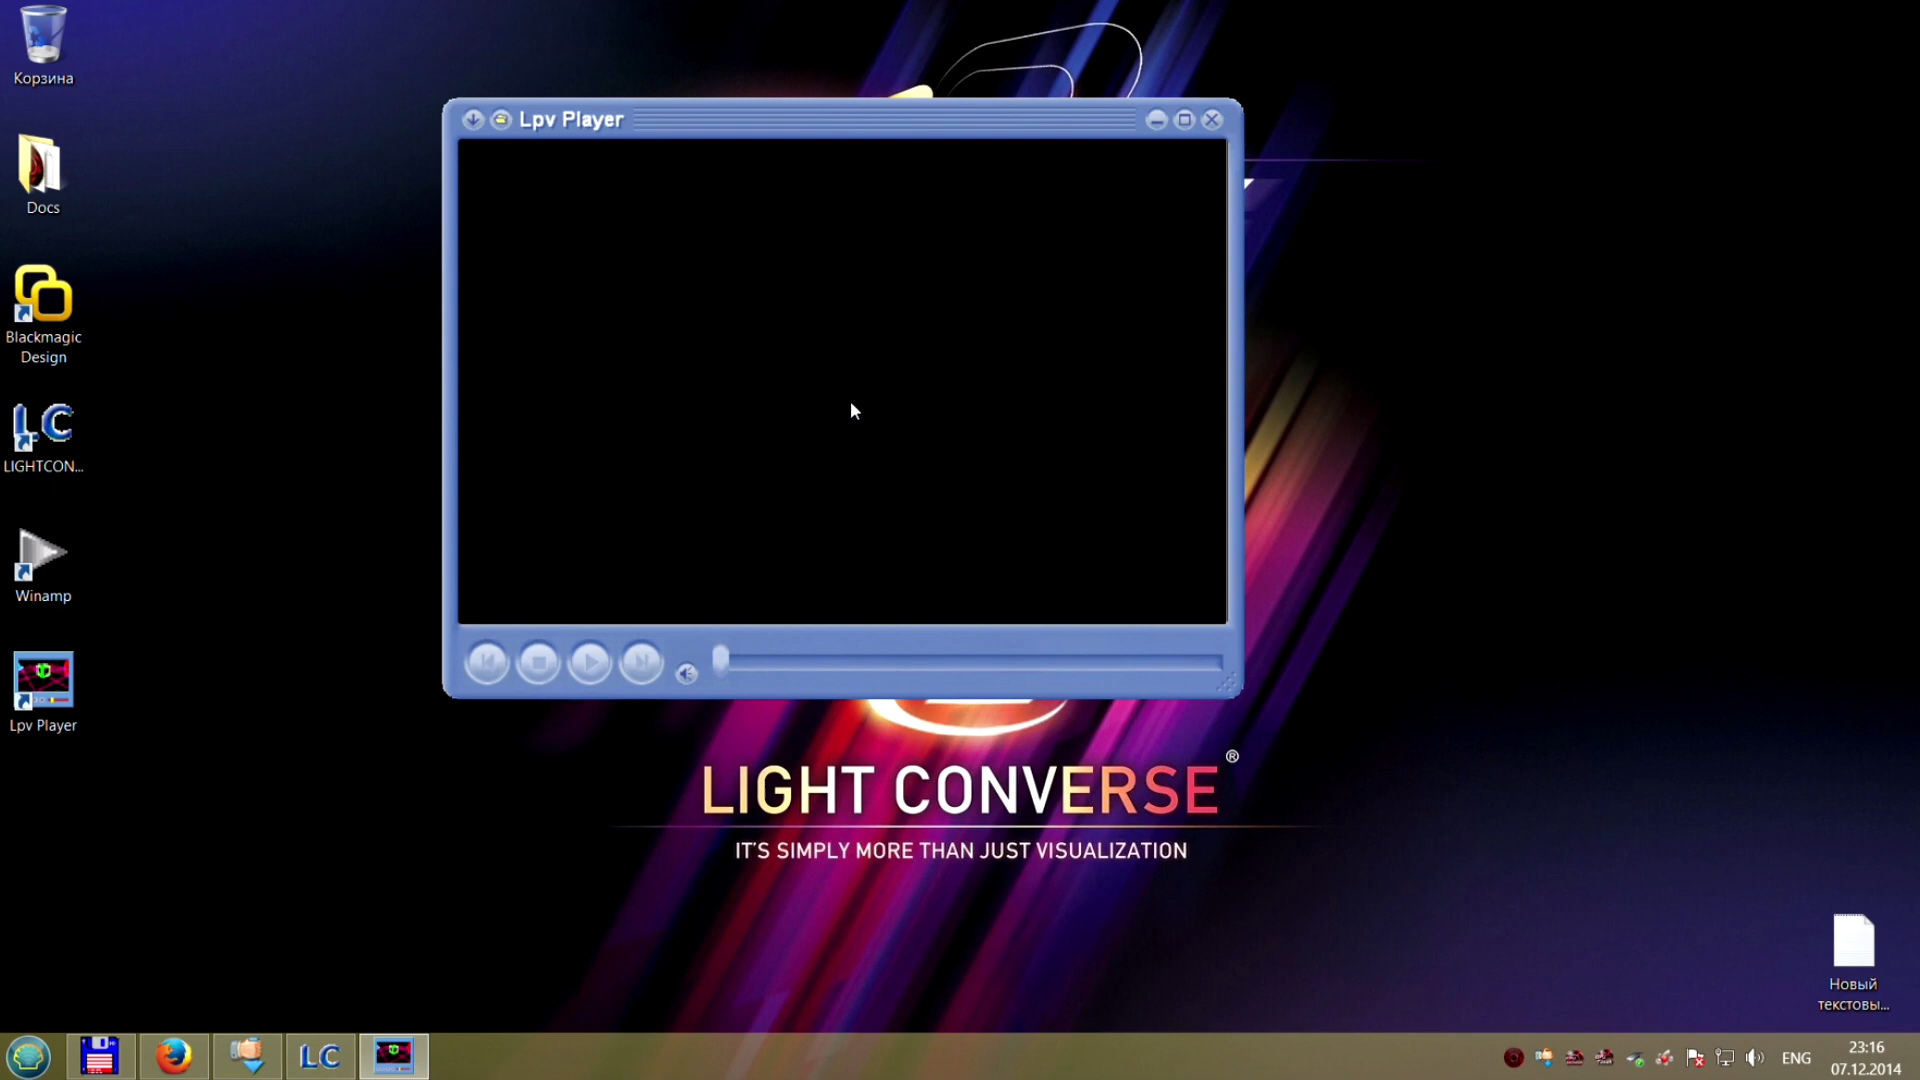 Корзина
Docs
Blackmagic
Design
LIGHTCON...
Winamp
Lpv Player
Lpv Player
LIGHT CONVERSE®
IT'S SIMPLY MORE THAN JUST VISUALIZATION
Новый
текстовы...
LC
ENG
23:16
07.12.2014